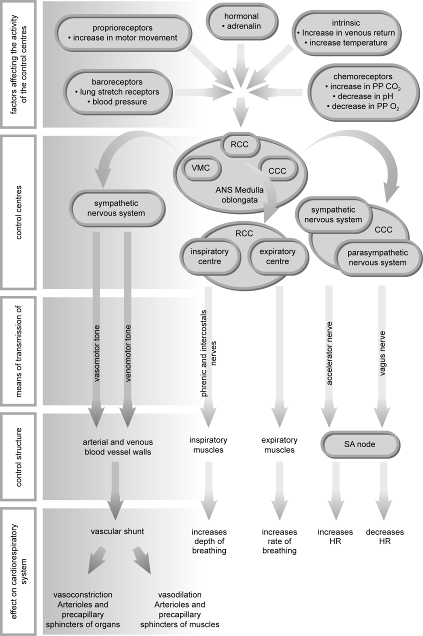 factors affecting the activity
of the control centres
proprioreceptors
• increase in motor movement
hormonal
• adrenalin
intrinsic
• Increase in venous return
• increase temperature
baroreceptors
• lung stretch receptors
• blood pressure
chemoreceptors
• increase in PP CO2
• decrease in pH
• decrease in PP O2
control centres
RCC
VMC
CCC
ANS Medulla
oblongata
sympathetic
nervous system
RCC
inspiratory
centre
expiratory
centre
sympathetic
nervous system
CCC
parasympathetic
nervous system
means of transmission of
vasomotor tone
venomotor tone
phrenic and intercostals
nerves
accelerator nerve
vagus nerve
control structure
arterial and venous
blood vessel walls
inspiratory
muscles
expiratory
muscles
SA node
effect on cardiorespiratory
system
vascular shunt
increases
depth of
breathing
increases
rate of
breathing
increases
HR
decreases
HR
vasoconstriction
Arterioles and
precapillary
sphincters of organs
vasodilation
Arterioles and
precapillary
sphincters of muscles